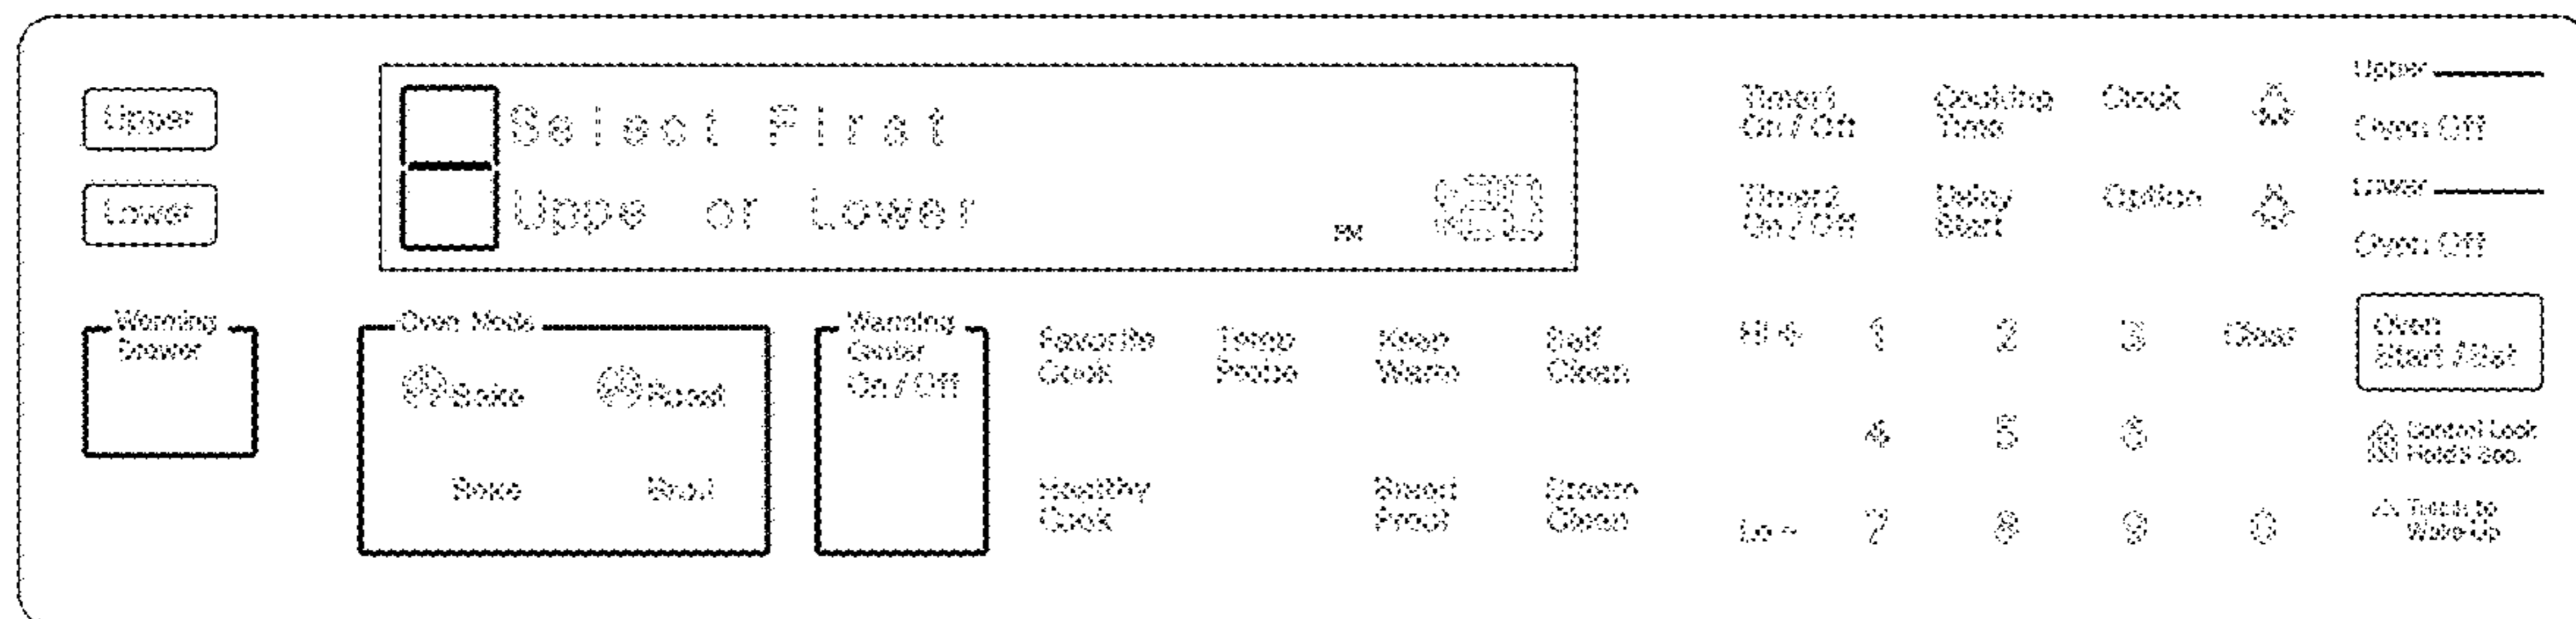 Upper
Lower
Select First
Uppe or Lower
PM
Timer1
On / Off
Cooking
Time
Clock
Timer2
On / Off
Delay
Start
Option
Upper
Oven Off
Lower
Oven Off
Warming
Drawer
Oven Mode
Bake
Roast
Bake
Broil
Warming
Center
On / Off
Favorite
Cook
Temp
Probe
Keep
Warm
Self
Clean
Healthy
Cook
Bread
Proof
Steam
Clean
Hi +
1
2
3
Clear
4
5
6
Lo -
7
8
9
0
Oven
Start / Set
Control Lock
Hold 3 Sec.
Touch to
Wake Up